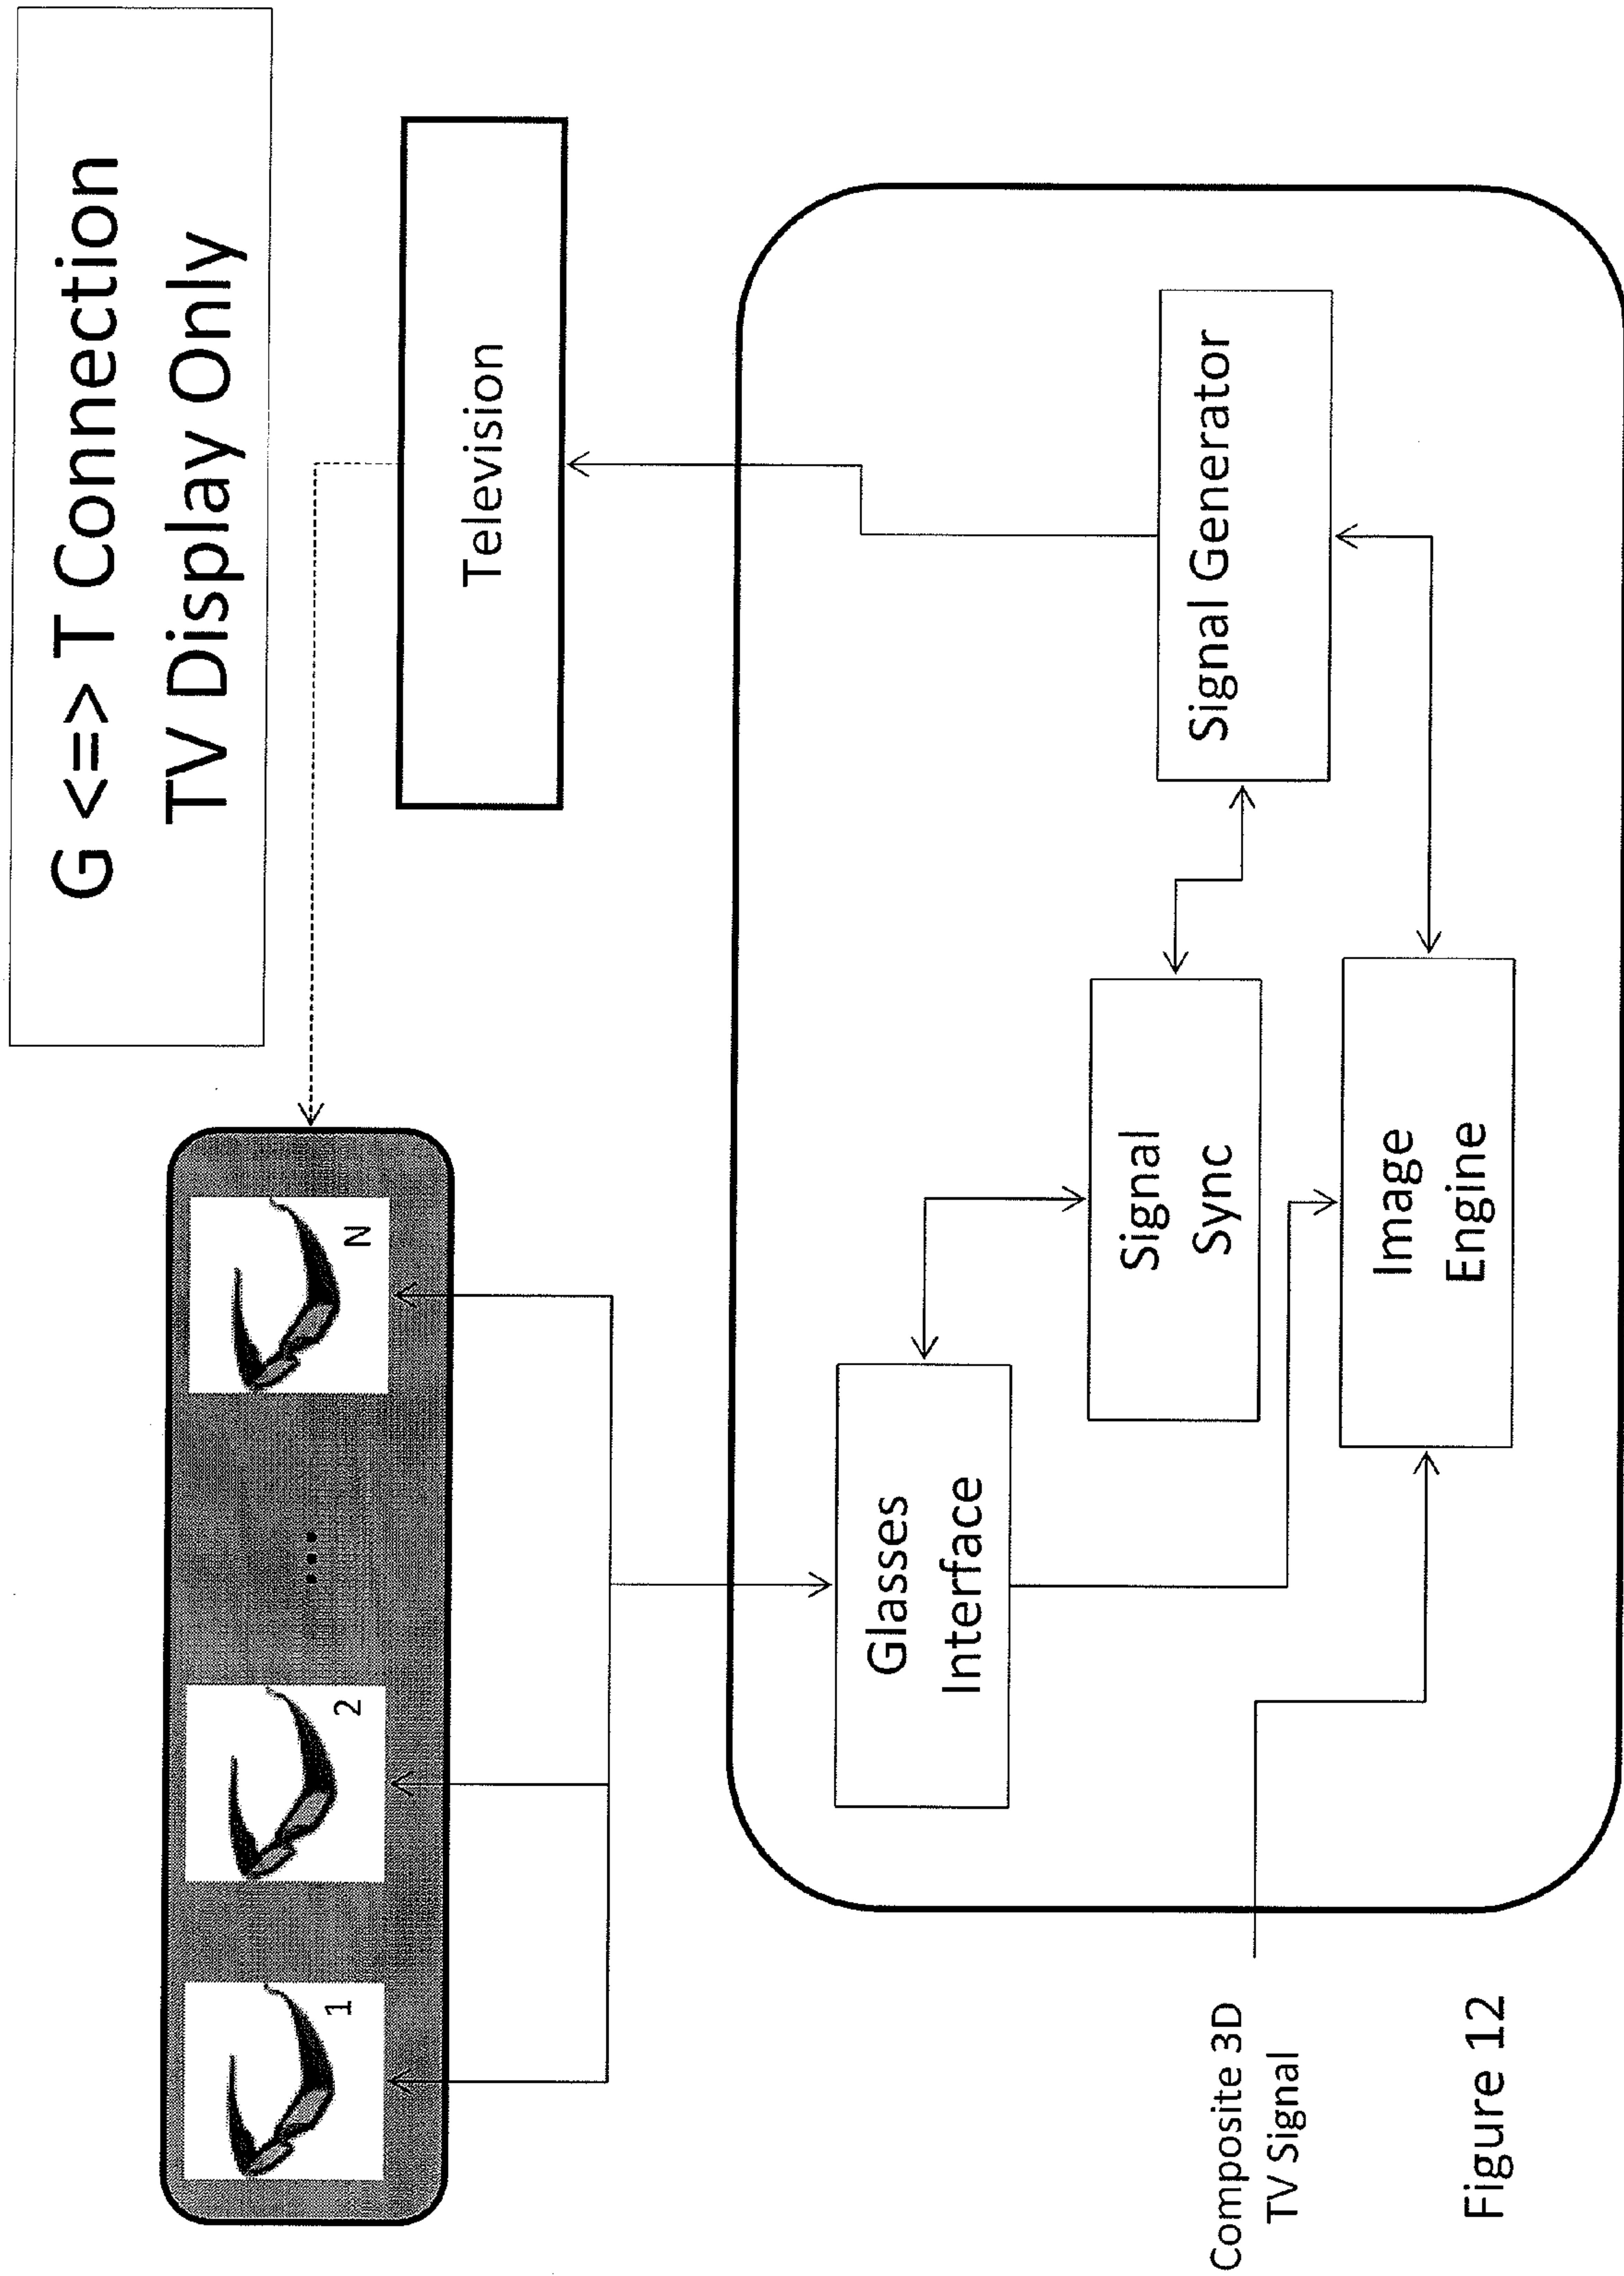 G <=> T Connection
TV Display Only
1
2
...
N
Television
Glasses
Interface
Signal
Sync
Signal Generator
Image
Engine
Composite 3D
TV Signal
Figure 12